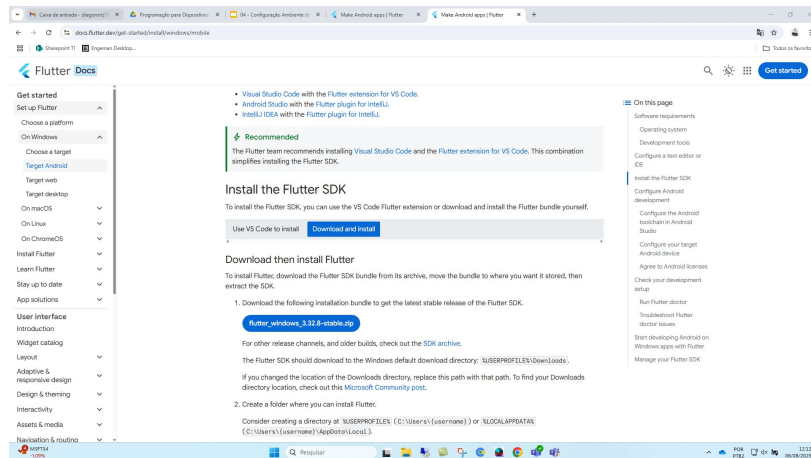 Caixa de entrada - diegonoriz7
Programação para Dispositivos
04 - Configuração Ambiente de
Make Android apps | Flutter
Make Android apps | Flutter
docs.flutter.dev/get-started/install/windows/mobile
Sharepoint TI
Engeman Desktop...
Todos os favorito
Flutter Docs
Get started
Get started
Set up Flutter
Choose a platform
On Windows
Choose a target
Target Android
Target web
Target desktop
On macOS
On Linux
On ChromeOS
Install Flutter
Learn Flutter
Stay up to date
App solutions
User interface
Introduction
Widget catalog
Layout
Adaptive &
responsive design
Design & theming
Interactivity
Assets & media
Navigation & routing
• Visual Studio Code with the Flutter extension for VS Code.
• Android Studio with the Flutter plugin for IntelliJ.
• IntelliJ IDEA with the Flutter plugin for IntelliJ.
Recommended
The Flutter team recommends installing Visual Studio Code and the Flutter extension for VS Code. This combination
simplifies installing the Flutter SDK.
Install the Flutter SDK
To install the Flutter SDK, you can use the VS Code Flutter extension or download and install the Flutter bundle yourself.
Use VS Code to install
Download and install
Download then install Flutter
To install Flutter, download the Flutter SDK bundle from its archive, move the bundle to where you want it stored, then
extract the SDK.
1. Download the following installation bundle to get the latest stable release of the Flutter SDK.
flutter_windows_3.32.8-stable.zip
For other release channels, and older builds, check out the SDK archive.
The Flutter SDK should download to the Windows default download directory: %USERPROFILE%\Downloads.
If you changed the location of the Downloads directory, replace this path with that path. To find your Downloads
directory location, check out this Microsoft Community post.
2. Create a folder where you can install Flutter.
Consider creating a directory at %USERPROFILE% (C:\Users\{username}) or %LOCALAPPDATA%
(C:\Users\{username}\AppData\Local).
On this page
Software requirements
Operating system
Development tools
Configure a text editor or
IDE
Install the Flutter SDK
Configure Android
development
Configure the Android
toolchain in Android
Studio
Configure your target
Android device
Agree to Android licenses
Check your development
setup
Run Flutter doctor
Troubleshoot Flutter
doctor issues
Start developing Android on
Windows apps with Flutter
Manage your Flutter SDK
MSFT34
-1.09%
Pesquisar
POR
PTB2
12:12
06/08/2025